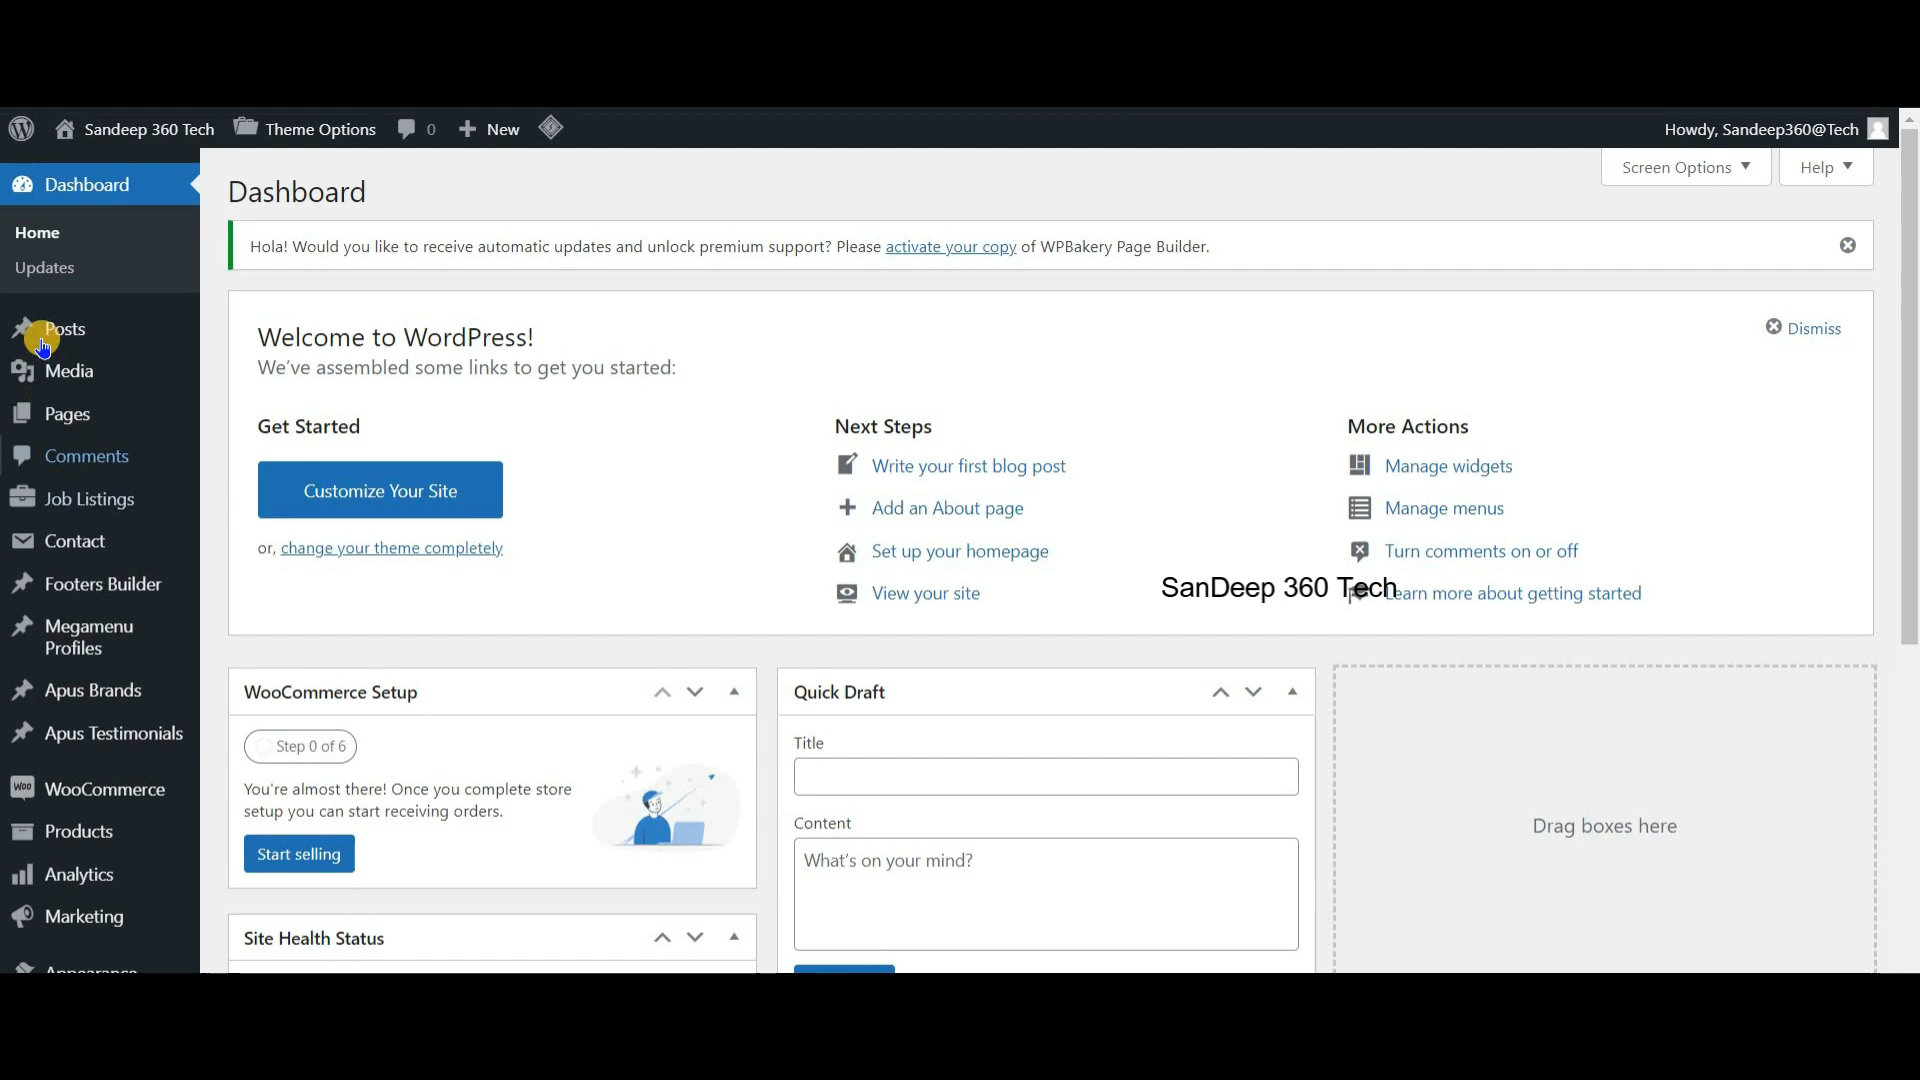 Sandeep 360 Tech Theme Options 0 New Howdy, Sandeep360@Tech
Screen Options Help
Dashboard
Home
Updates
Posts
Media
Pages
Comments
Job Listings
Contact
Footers Builder
Megamenu
Profiles
Apus Brands
Apus Testimonials
WooCommerce
Products
Analytics
Marketing
Appearance
Dashboard
Hola! Would you like to receive automatic updates and unlock premium support? Please activate your copy of WPBakery Page Builder.
Welcome to WordPress!
We've assembled some links to get you started:
Dismiss
Get Started
Customize Your Site
or, change your theme completely
Next Steps
Write your first blog post
Add an About page
Set up your homepage
View your site
More Actions
Manage widgets
Manage menus
Turn comments on or off
Learn more about getting started
SanDeep 360 Tech
WooCommerce Setup
Step 0 of 6
You're almost there! Once you complete store
setup you can start receiving orders.
Start selling
Site Health Status
Quick Draft
Title
Content
What's on your mind?
Drag boxes here